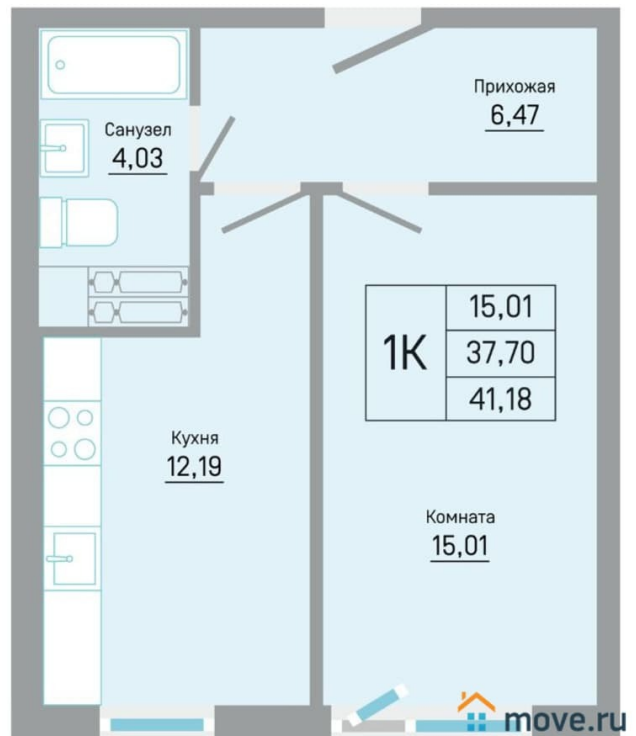 Прихожая
6,47
Санузел
4,03
1К
15,01
37,70
41,18
Кухня
12,19
Комната
15,01
move.ru